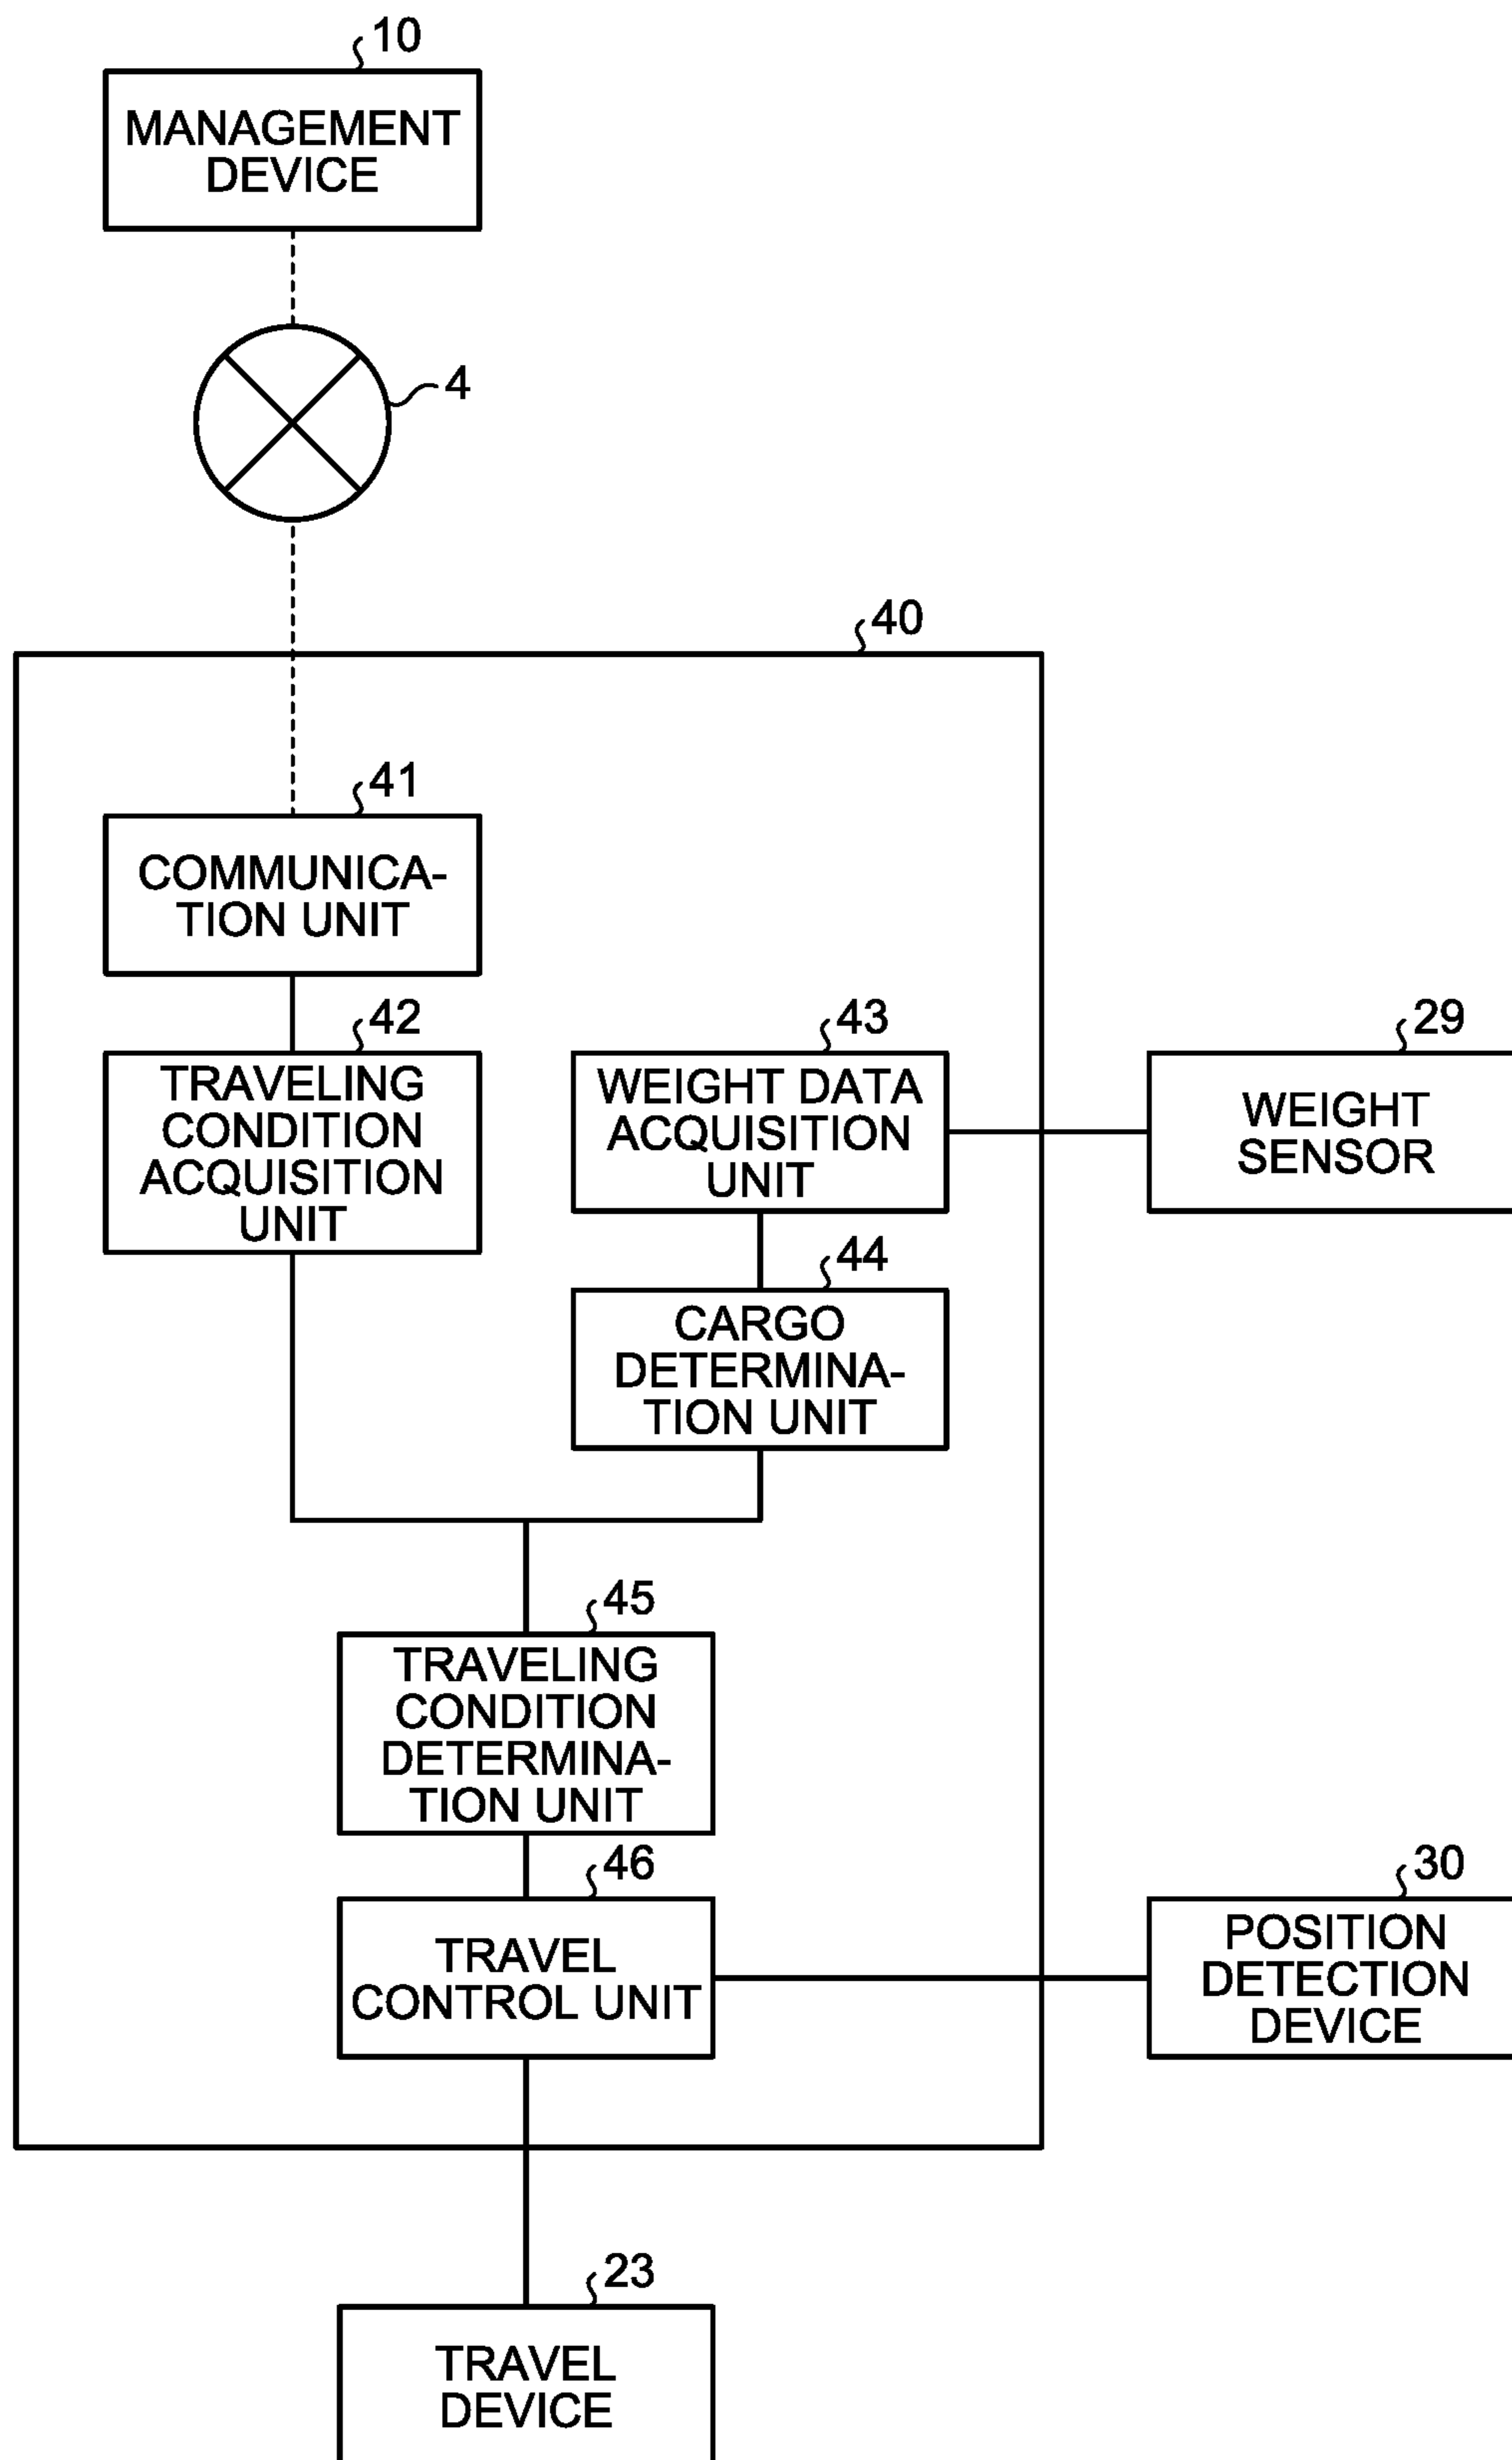 10
MANAGEMENT
DEVICE
4
40
41
COMMUNICA-
TION UNIT
42
TRAVELING
CONDITION
ACQUISITION
UNIT
43
WEIGHT DATA
ACQUISITION
UNIT
29
WEIGHT
SENSOR
44
CARGO
DETERMINA-
TION UNIT
45
TRAVELING
CONDITION
DETERMINA-
TION UNIT
46
TRAVEL
CONTROL UNIT
30
POSITION
DETECTION
DEVICE
23
TRAVEL
DEVICE